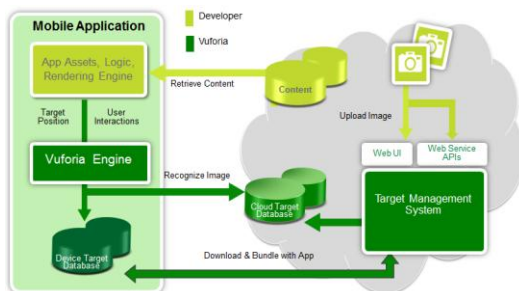 Mobile Application
Developer
Vuforia
App Assets, Logic,
Rendering Engine
Retrieve Content
Content
Target
Position
User
Interactions
Upload Image
Vuforia Engine
Web UI
Web Service
APIs
Recognize Image
Cloud Target
Database
Target Management
System
Device Target
Database
Download & Bundle with App